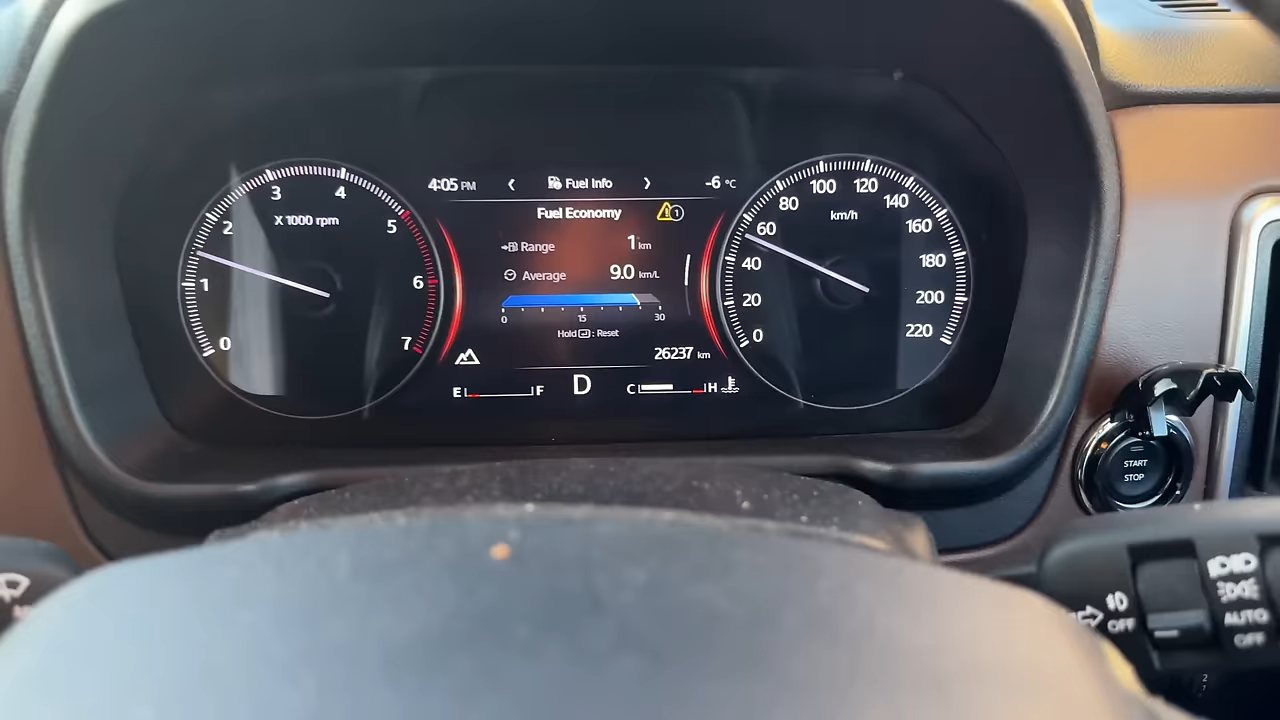 4:05 PM < Fuel Info > -6 °C
Fuel Economy 1
Range 1 km
Average 9.0 km/L
0 15 30
Hold : Reset
26237 km
E F D C H
X 1000 rpm
0 1 2 3 4 5 6 7
km/h
0 20 40 60 80 100 120 140 160 180 200 220
START
STOP
OFF
AUTO
OFF
2
1